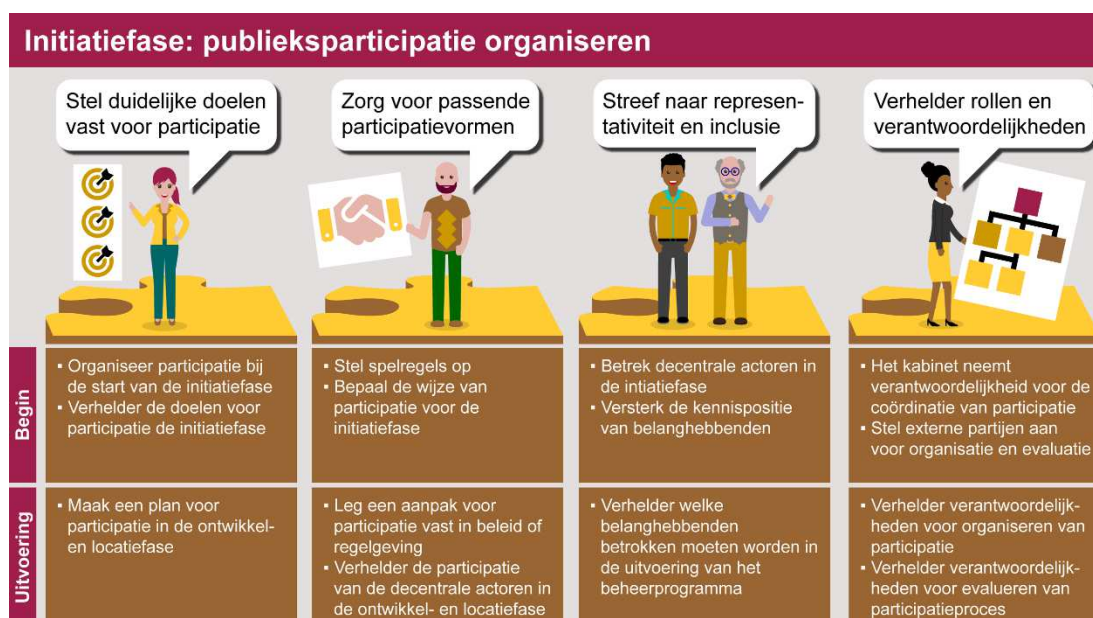 Initiatiefase: publieksparticipatie organiseren
Stel duidelijke doelen
vast voor participatie
Zorg voor passende
participatievormen
Streef naar represen-
tativiteit en inclusie
Verhelder rollen en
verantwoordelijkheden
Begin
▪ Organiseer participatie bij
de start van de initiatiefase
▪ Verhelder de doelen voor
participatie de initiatiefase
▪ Stel spelregels op
▪ Bepaal de wijze van
participatie voor de
initiatiefase
▪ Betrek decentrale actoren in
de intiatiefase
▪ Versterk de kennispositie
van belanghebbenden
▪ Het kabinet neemt
verantwoordelijkheid voor de
coördinatie van participatie
▪ Stel externe partijen aan
voor organisatie en evaluatie
Uitvoering
▪ Maak een plan voor
participatie in de ontwikkel-
en locatiefase
▪ Leg een aanpak voor
participatie vast in beleid of
regelgeving
▪ Verhelder de participatie
van de decentrale actoren in
de ontwikkel- en locatiefase
▪ Verhelder welke
belanghebbenden
betrokken moeten worden in
de uitvoering van het
beheerprogramma
▪ Verhelder verantwoordelijk-
heden voor organiseren van
participatie
▪ Verhelder verantwoordelijk-
heden voor evalueren van
participatieproces